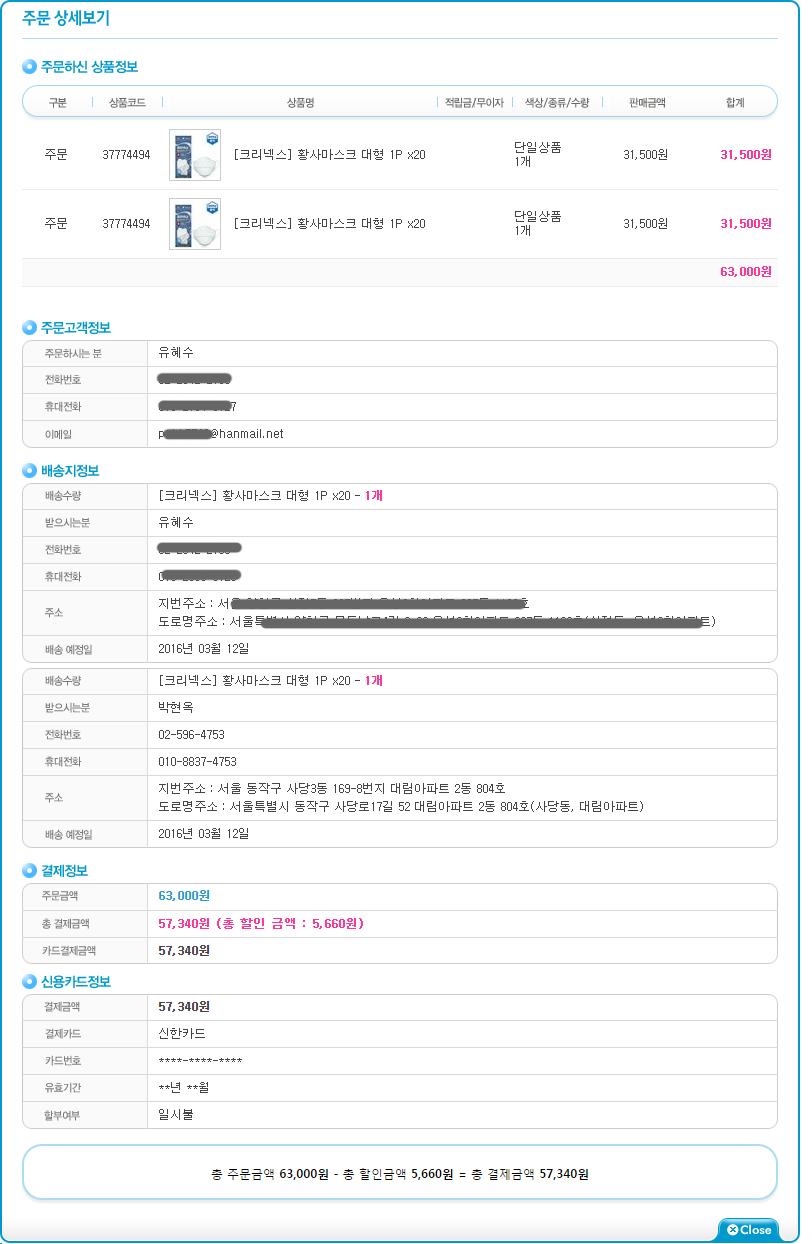 주문 상세보기
주문하신 상품정보
구분 상품코드 상품명 적립금/무이자 색상/종류/수량 판매금액 합계
주문 37774494 [크리넥스] 황사마스크 대형 1P x20 단일상품 31,500원 31,500원
1개
주문 37774494 [크리넥스] 황사마스크 대형 1P x20 단일상품 31,500원 31,500원
1개
63,000원
주문고객정보
주문하시는 분 유혜수
전화번호
휴대전화 7
이메일 p @hanmail.net
배송지정보
배송수량 [크리넥스] 황사마스크 대형 1P x20 - 1개
받으시는분 유혜수
전화번호
휴대전화
주소
지번주소 : 서울
도로명주소 : 서울특별시
배송 예정일 2016년 03월 12일
배송수량 [크리넥스] 황사마스크 대형 1P x20 - 1개
받으시는분 박현옥
전화번호 02-596-4753
휴대전화 010-8837-4753
주소
지번주소 : 서울 동작구 사당3동 169-8번지 대림아파트 2동 804호
도로명주소 : 서울특별시 동작구 사당로17길 52 대림아파트 2동 804호(사당동, 대림아파트)
배송 예정일 2016년 03월 12일
결제정보
주문금액 63,000원
총 결제금액 57,340원 (총 할인 금액 : 5,660원)
카드결제금액 57,340원
신용카드정보
결제금액 57,340원
결제카드 신한카드
카드번호 ****-****-****
유효기간 **년 **월
할부여부 일시불
총 주문금액 63,000원 - 총 할인금액 5,660원 = 총 결제금액 57,340원
Close